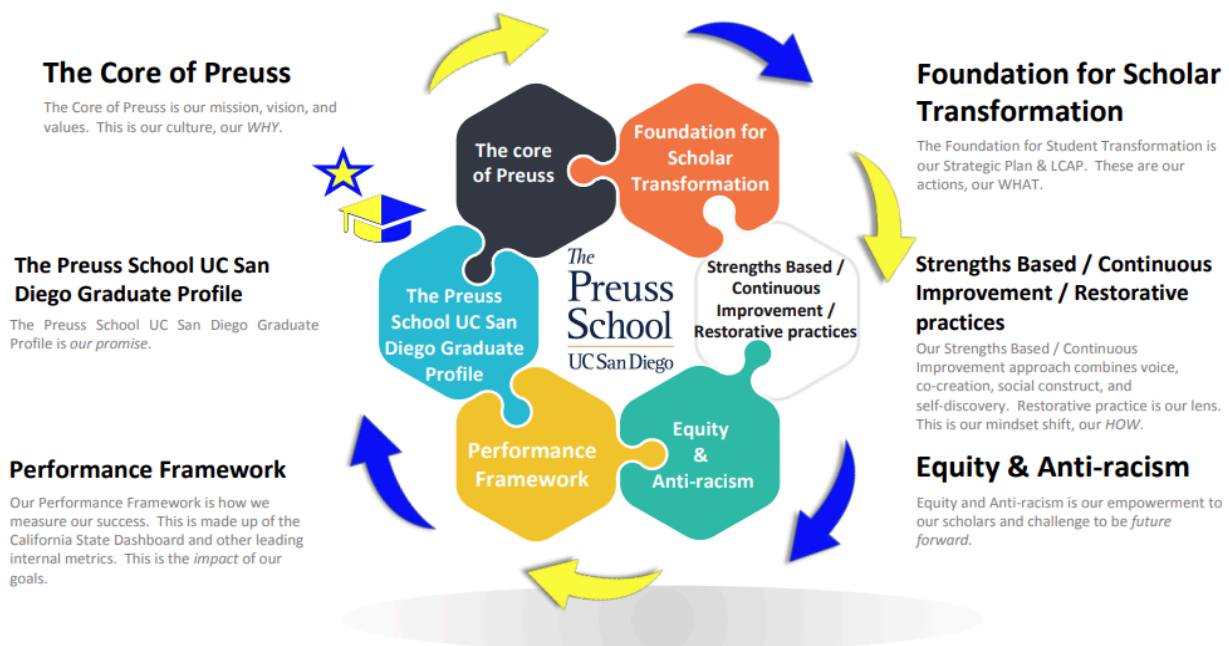 The Core of Preuss
The Core of Preuss is our mission, vision, and
values. This is our culture, our WHY.
The Preuss School UC San
Diego Graduate Profile
The Preuss School UC San Diego Graduate
Profile is our promise.
Performance Framework
Our Performance Framework is how we
measure our success. This is made up of the
California State Dashboard and other leading
internal metrics. This is the impact of our
goals.
The core
of Preuss
Foundation for
Scholar
Transformation
The Preuss
School UC San
Diego Graduate
Profile
The
Preuss
School
UC San Diego
Strengths Based /
Continuous
Improvement /
Restorative practices
Performance
Framework
Equity
&
Anti-racism
Foundation for Scholar
Transformation
The Foundation for Student Transformation is
our Strategic Plan & LCAP. These are our
actions, our WHAT.
Strengths Based / Continuous
Improvement / Restorative
practices
Our Strengths Based / Continuous
Improvement approach combines voice,
co-creation, social construct, and
self-discovery. Restorative practice is our lens.
This is our mindset shift, our HOW.
Equity & Anti-racism
Equity and Anti-racism is our empowerment to
our scholars and challenge to be future
forward.